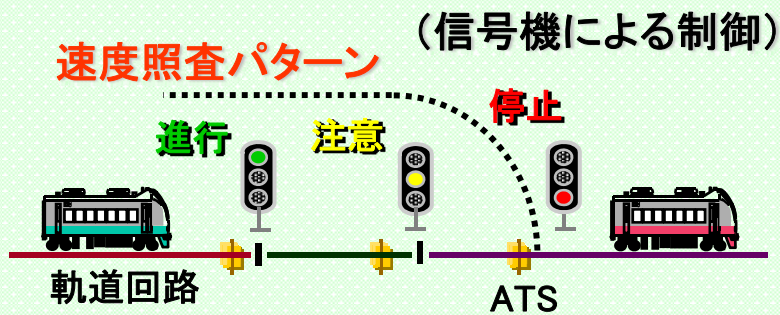 （信号機による制御）
速度照査パターン
進行
注意
停止
軌道回路
ATS